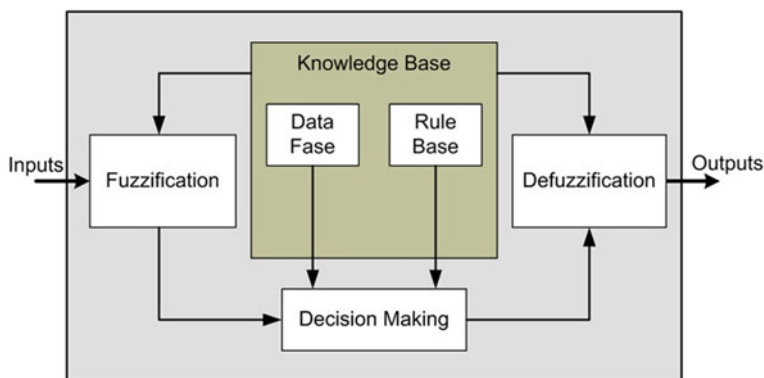 Knowledge Base
Data
Fase
Rule
Base
Inputs
Fuzzification
Defuzzification
Outputs
Decision Making